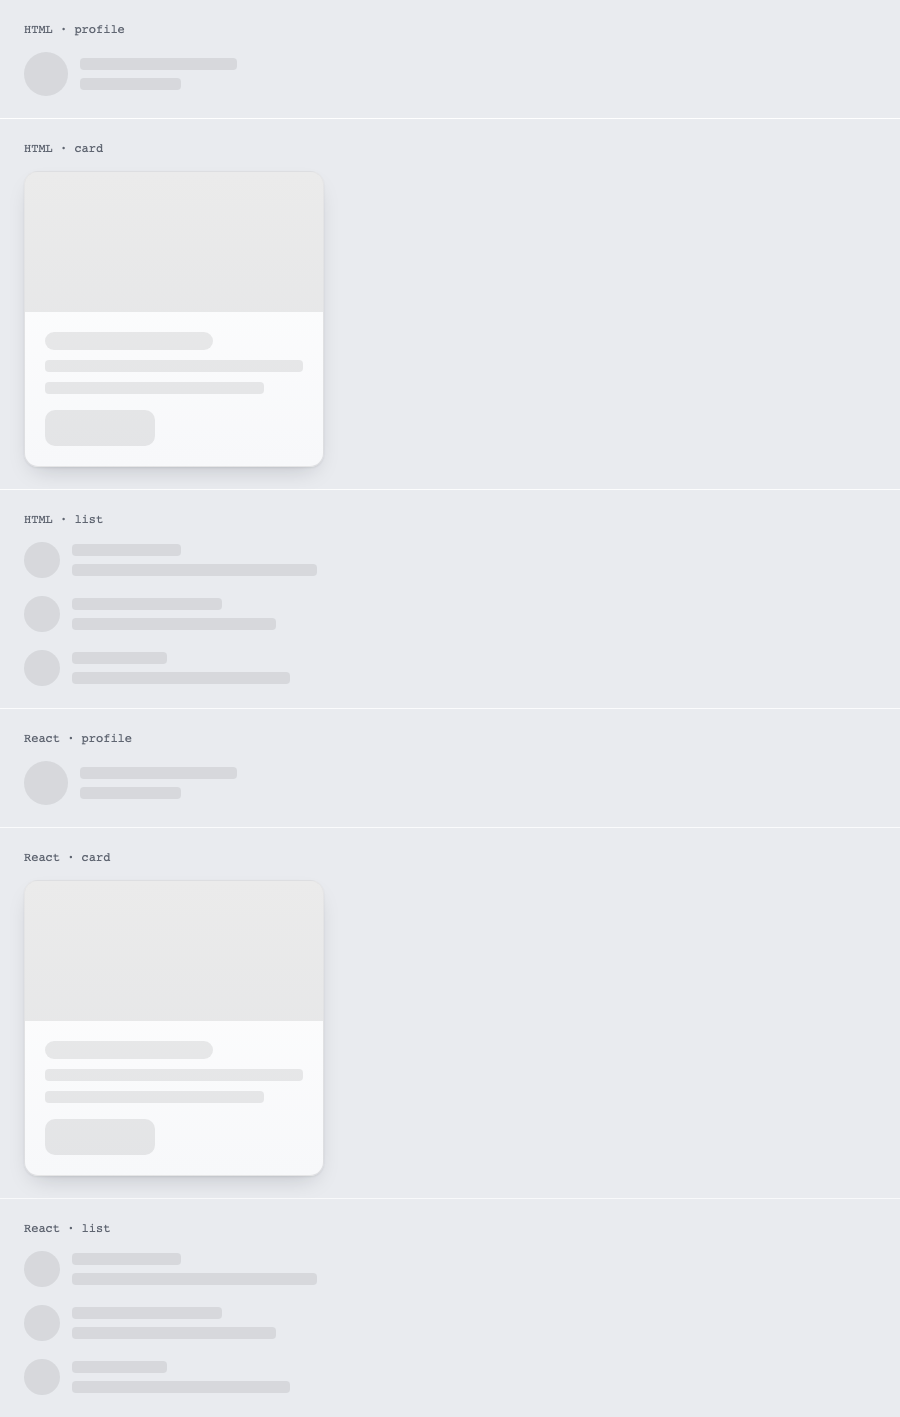 HTML · profile
HTML · card
HTML · list
React · profile
React · card
React · list